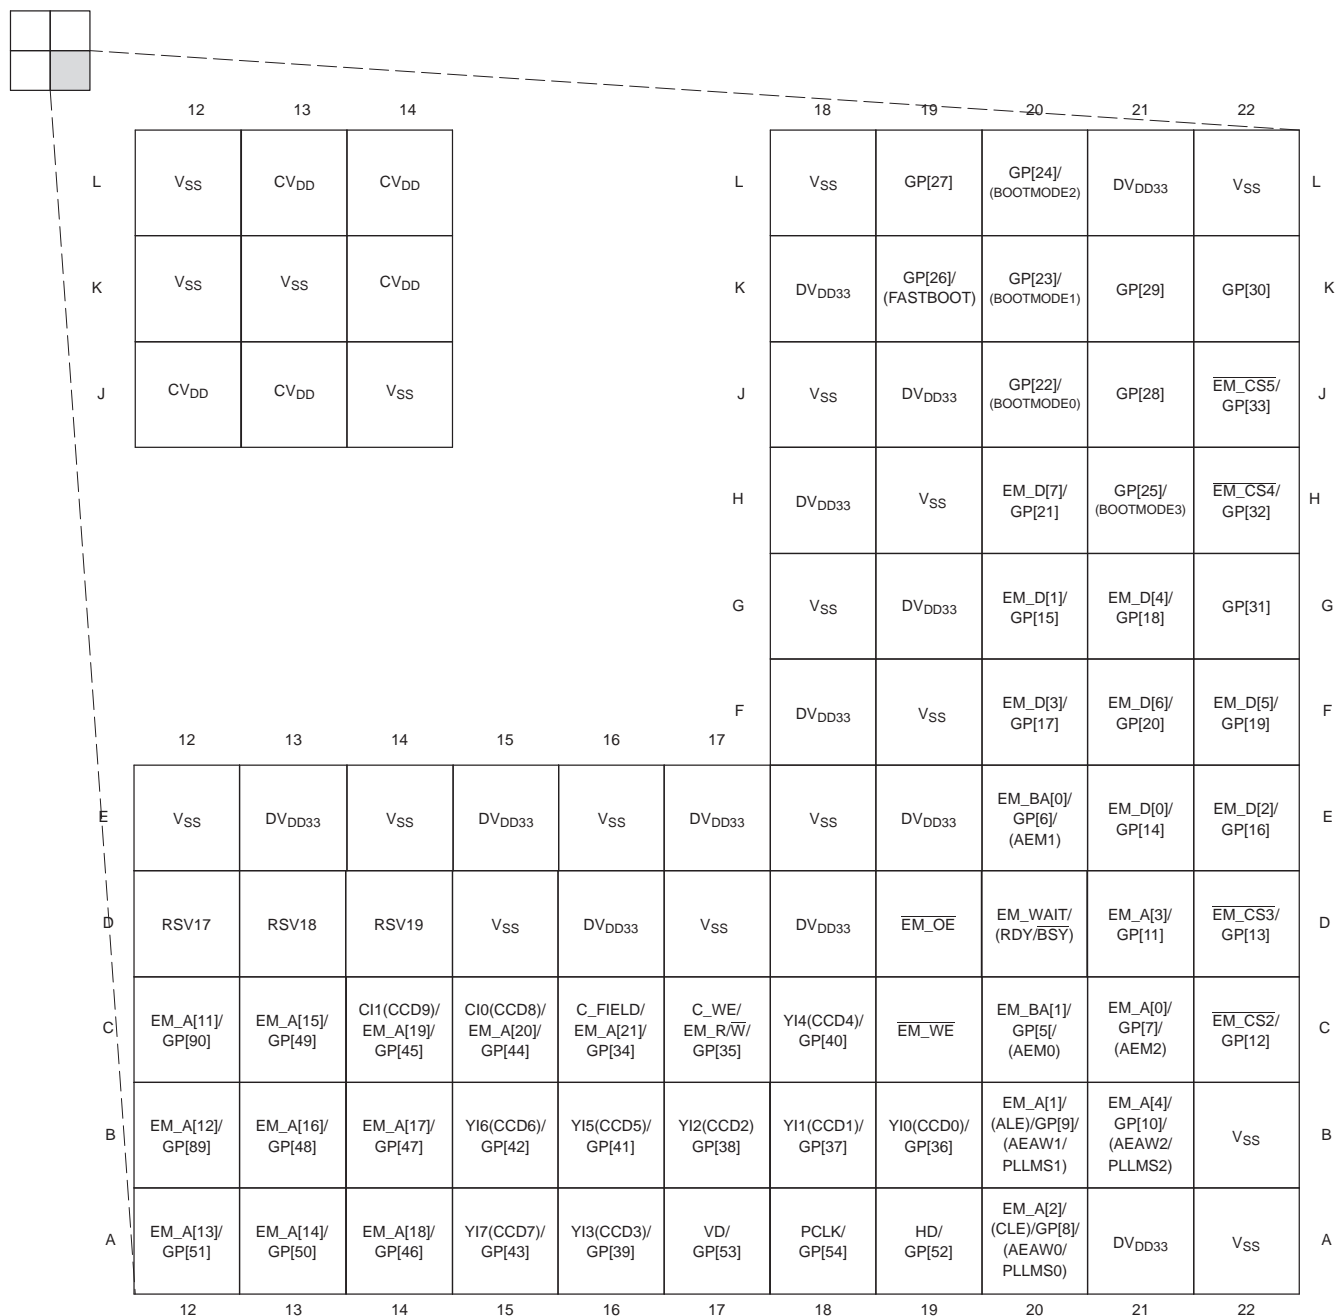 12 13 14 18 19 20 21 22
L VSS CVDD CVDD L VSS GP[27] GP[24]/ DVDD33 VSS L
(BOOTMODE2)
K VSS VSS CVDD K DVDD33 GP[26]/ GP[23]/ GP[29] GP[30] K
(FASTBOOT) (BOOTMODE1)
J CVDD CVDD VSS J VSS DVDD33 GP[22]/ GP[28] EM_CS5/ J
(BOOTMODE0) GP[33]
H DVDD33 VSS EM_D[7]/ GP[25]/ EM_CS4/ H
GP[21] (BOOTMODE3) GP[32]
G VSS DVDD33 EM_D[1]/ EM_D[4]/ GP[31] G
GP[15] GP[18]
F DVDD33 VSS EM_D[3]/ EM_D[6]/ EM_D[5]/ F
GP[17] GP[20] GP[19]
12 13 14 15 16 17
E VSS DVDD33 VSS DVDD33 VSS DVDD33 VSS DVDD33 EM_BA[0]/ EM_D[0]/ EM_D[2]/ E
GP[6]/ GP[14] GP[16]
(AEM1)
D RSV17 RSV18 RSV19 VSS DVDD33 VSS DVDD33 EM_OE EM_WAIT/ EM_A[3]/ EM_CS3/ D
(RDY/BSY) GP[11] GP[13]
C EM_A[11]/ EM_A[15]/ CI1(CCD9)/ CI0(CCD8)/ C_FIELD/ C_WE/ YI4(CCD4)/ EM_WE EM_BA[1]/ EM_A[0]/ EM_CS2/ C
GP[90] GP[49] EM_A[19]/ EM_A[20]/ EM_A[21]/ EM_R/W/ GP[40] GP[5[/ GP[7]/ GP[12]
GP[45] GP[44] GP[34] GP[35] (AEM0) (AEM2)
B EM_A[12]/ EM_A[16]/ EM_A[17]/ YI6(CCD6)/ YI5(CCD5)/ YI2(CCD2) YI1(CCD1)/ YI0(CCD0)/ EM_A[1]/ EM_A[4]/ VSS B
GP[89] GP[48] GP[47] GP[42] GP[41] GP[38] GP[37] GP[36] (ALE)/GP[9]/ GP[10]/
(AEAW1/ (AEAW2/
PLLMS1) PLLMS2)
A EM_A[13]/ EM_A[14]/ EM_A[18]/ YI7(CCD7)/ YI3(CCD3)/ VD/ PCLK/ HD/ EM_A[2]/ DVDD33 VSS A
GP[51] GP[50] GP[46] GP[43] GP[39] GP[53] GP[54] GP[52] (CLE)/GP[8]/
(AEAW0/
PLLMS0)
12 13 14 15 16 17 18 19 20 21 22